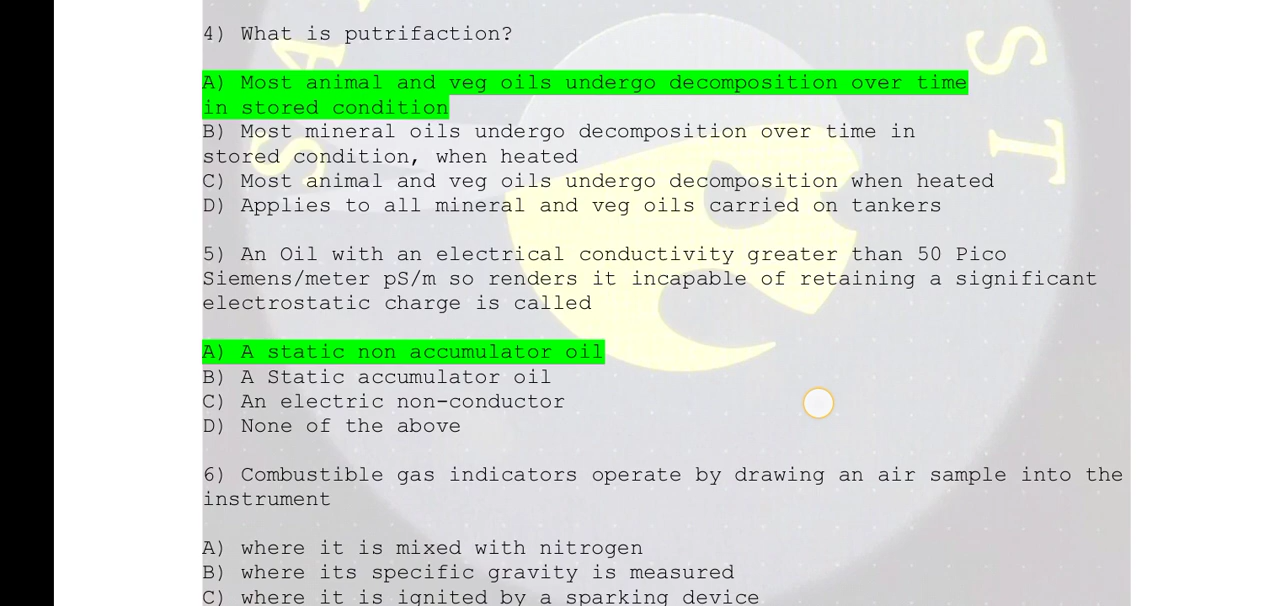 4) What is putrifaction?
A) Most animal and veg oils undergo decomposition over time
in stored condition
B) Most mineral oils undergo decomposition over time in
stored condition, when heated
C) Most animal and veg oils undergo decomposition when heated
D) Applies to all mineral and veg oils carried on tankers
5) An Oil with an electrical conductivity greater than 50 Pico
Siemens/meter pS/m so renders it incapable of retaining a significant
electrostatic charge is called
A) A static non accumulator oil
B) A Static accumulator oil
C) An electric non-conductor
D) None of the above
6) Combustible gas indicators operate by drawing an air sample into the
instrument
A) where it is mixed with nitrogen
B) where its specific gravity is measured
C) where it is ignited by a sparking device